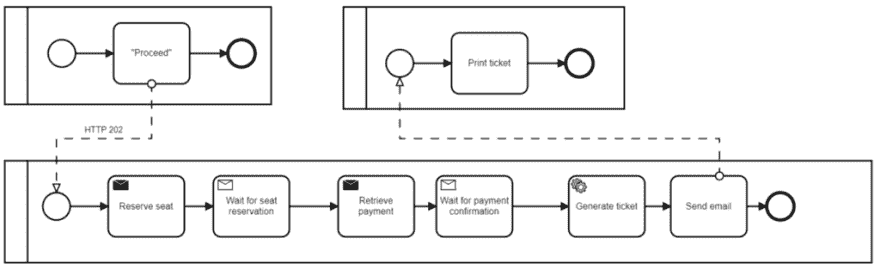 "Proceed"
Print ticket
HTTP 202
Reserve seat
Wait for seat
reservation
Retrieve
payment
Wait for payment
confirmation
Generate ticket
Send email